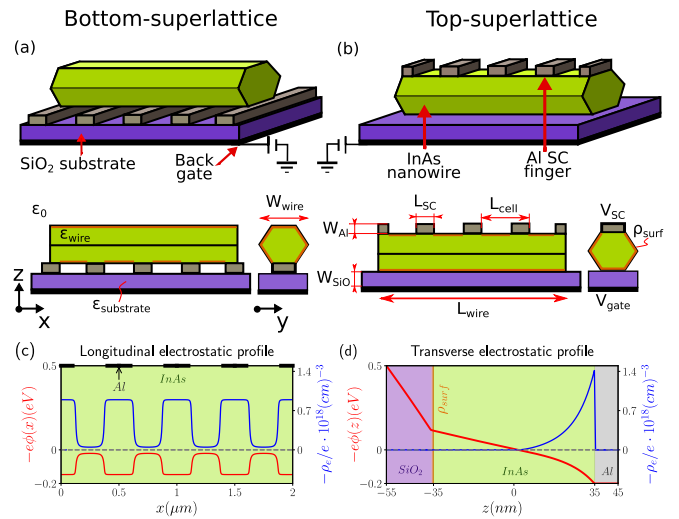 Bottom-superlattice
Top-superlattice
(a)
(b)
SiO₂ substrate
Back
gate
InAs
nanowire
Al SC
finger
ε₀
W_wire
ε_wire
ε_substrate
z
x
y
L_SC
L_cell
V_SC
W_Al
ρ_surf
W_SiO
L_wire
V_gate
(c) Longitudinal electrostatic profile
(d) Transverse electrostatic profile
−eϕ(x)(eV)
0.5
0
−0.2
Al
InAs
1.4
0.7
0
−ρₑ/e · 10¹⁸(cm)⁻³
0 0.5 1 1.5 2
x(μm)
−eϕ(z)(eV)
0.5
0
−0.2
ρ_surf
SiO₂
InAs
Al
1.4
0.7
0
−ρₑ/e · 10¹⁸(cm)⁻³
−55 −35 0 35 45
z(nm)